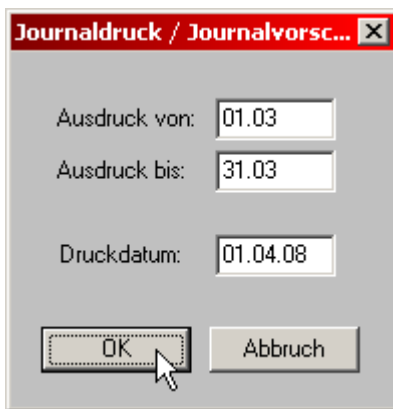 Journaldruck / Journalvorsc...
Ausdruck von: 01.03
Ausdruck bis: 31.03
Druckdatum: 01.04.08
OK Abbruch